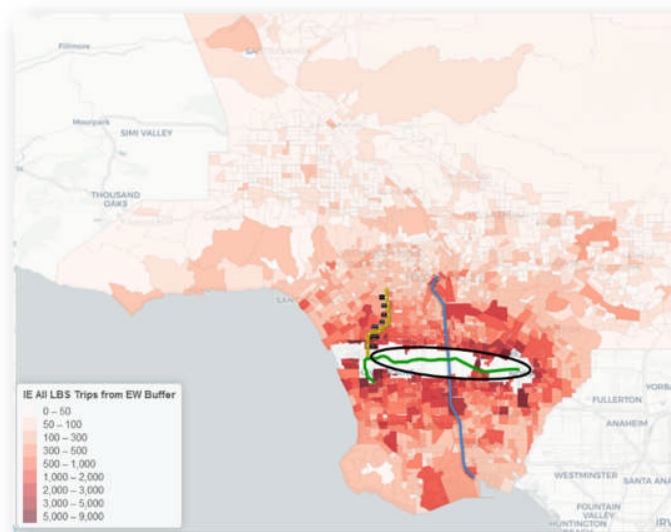 Fillmore
Moorpark
SIMI VALLEY
THOUSAND
OAKS
IE All LBS Trips from EW Buffer
0 – 50
50 – 100
100 – 300
300 – 500
500 – 1,000
1,000 – 2,000
2,000 – 3,000
3,000 – 5,000
5,000 – 9,000
YORBA
FULLERTON
ANAHEIM
WESTMINSTER
SANTA ANA
FOUNTAIN
VALLEY
HUNTINGTON